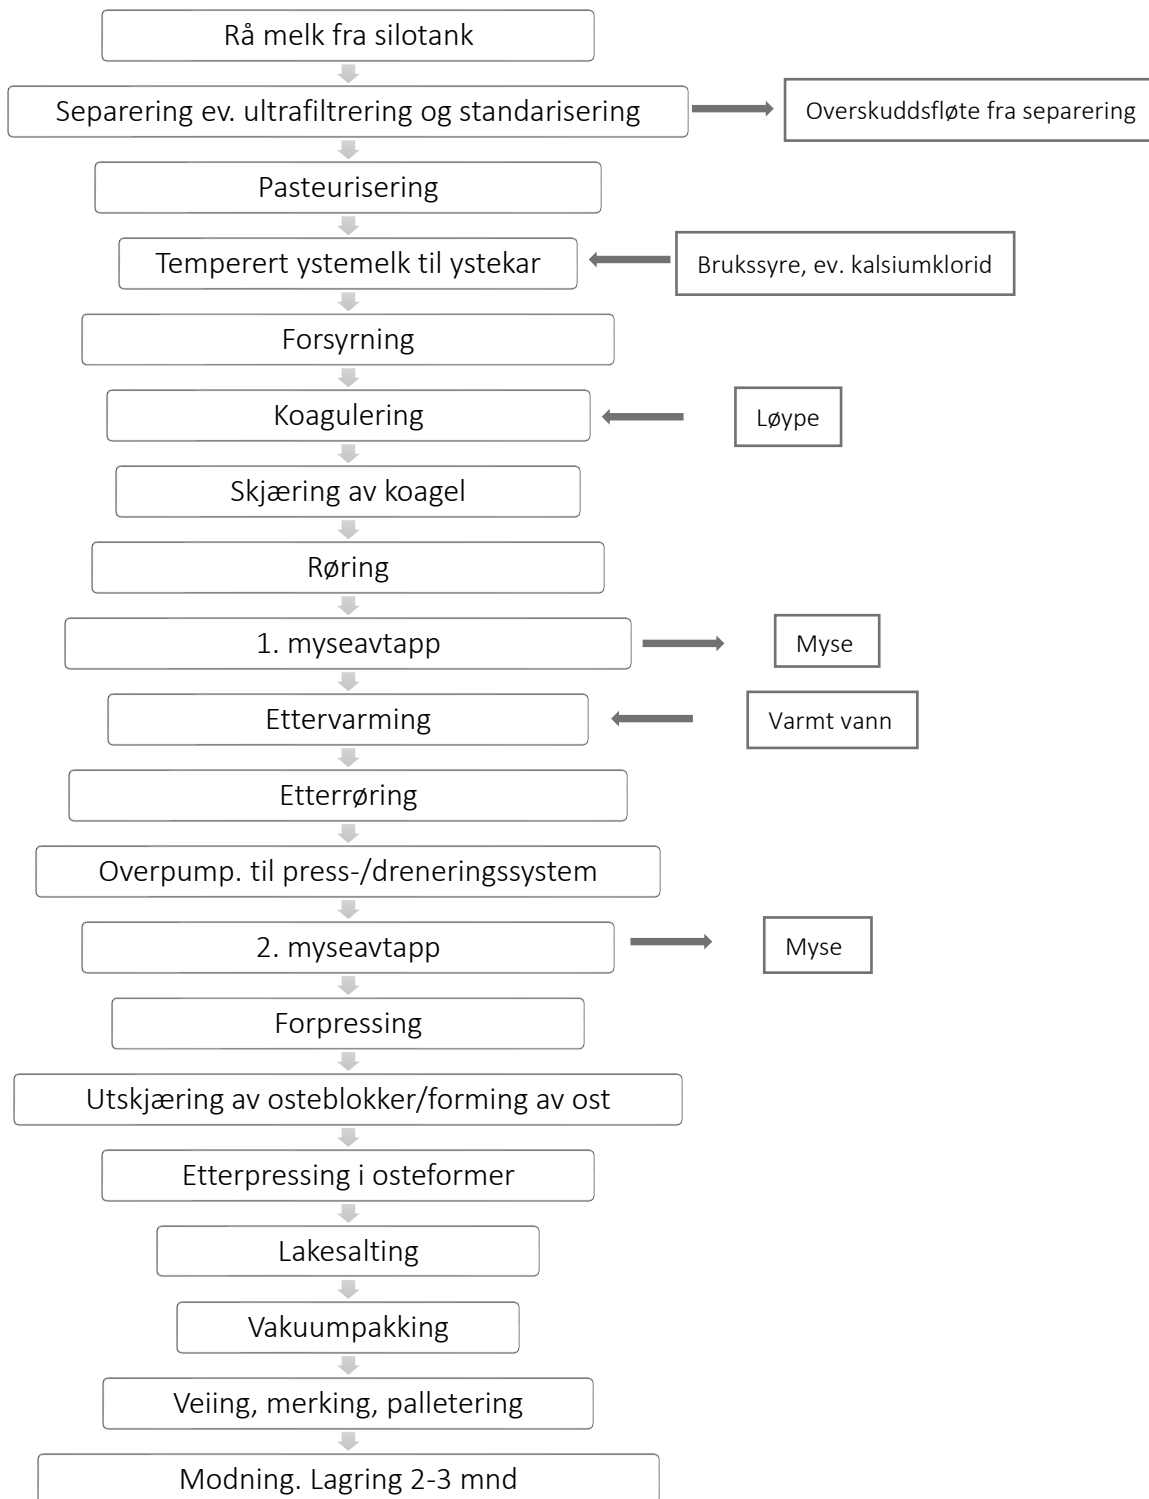 Rå melk fra silotank
Separering ev. ultrafiltrering og standarisering
Overskuddsfløte fra separering
Pasteurisering
Temperert ystemelk til ystekar
Brukssyre, ev. kalsiumklorid
Forsyrning
Koagulering
Løype
Skjæring av koagel
Røring
1. myseavtapp
Myse
Ettervarming
Varmt vann
Etterrøring
Overpump. til press-/dreneringssystem
2. myseavtapp
Myse
Forpressing
Utskjæring av osteblokker/forming av ost
Etterpressing i osteformer
Lakesalting
Vakuumpakking
Veiing, merking, palletering
Modning. Lagring 2-3 mnd